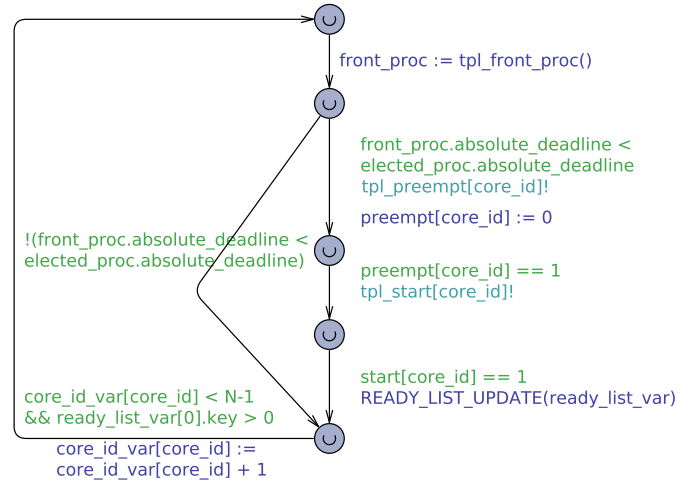 front_proc := tpl_front_proc()
front_proc.absolute_deadline <
elected_proc.absolute_deadline
tpl_preempt[core_id]!
preempt[core_id] := 0
!(front_proc.absolute_deadline <
elected_proc.absolute_deadline)
preempt[core_id] == 1
tpl_start[core_id]!
start[core_id] == 1
READY_LIST_UPDATE(ready_list_var)
core_id_var[core_id] < N-1
&& ready_list_var[0].key > 0
core_id_var[core_id] :=
core_id_var[core_id] + 1